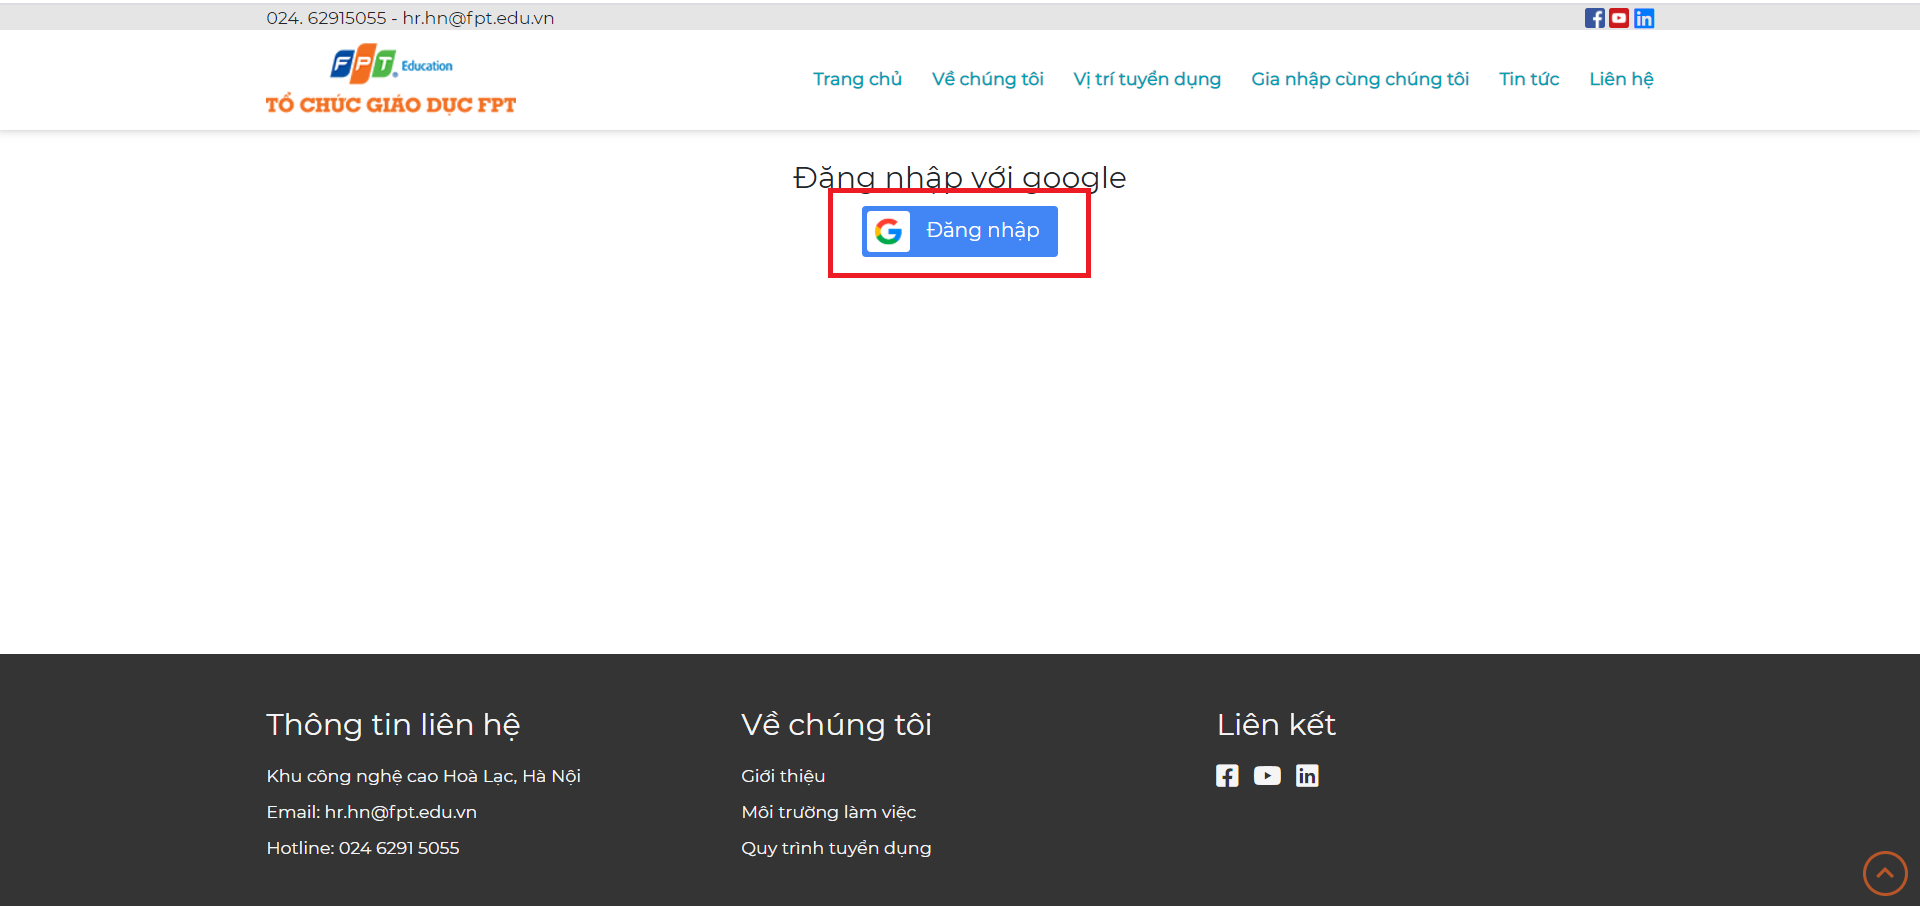 024. 62915055 - hr.hn@fpt.edu.vn
FPT Education
TỔ CHỨC GIÁO DỤC FPT
Trang chủ Về chúng tôi Vị trí tuyển dụng Gia nhập cùng chúng tôi Tin tức Liên hệ
Đăng nhập với google
Đăng nhập
Thông tin liên hệ
Khu công nghệ cao Hoà Lạc, Hà Nội
Email: hr.hn@fpt.edu.vn
Hotline: 024 6291 5055
Về chúng tôi
Giới thiệu
Môi trường làm việc
Quy trình tuyển dụng
Liên kết